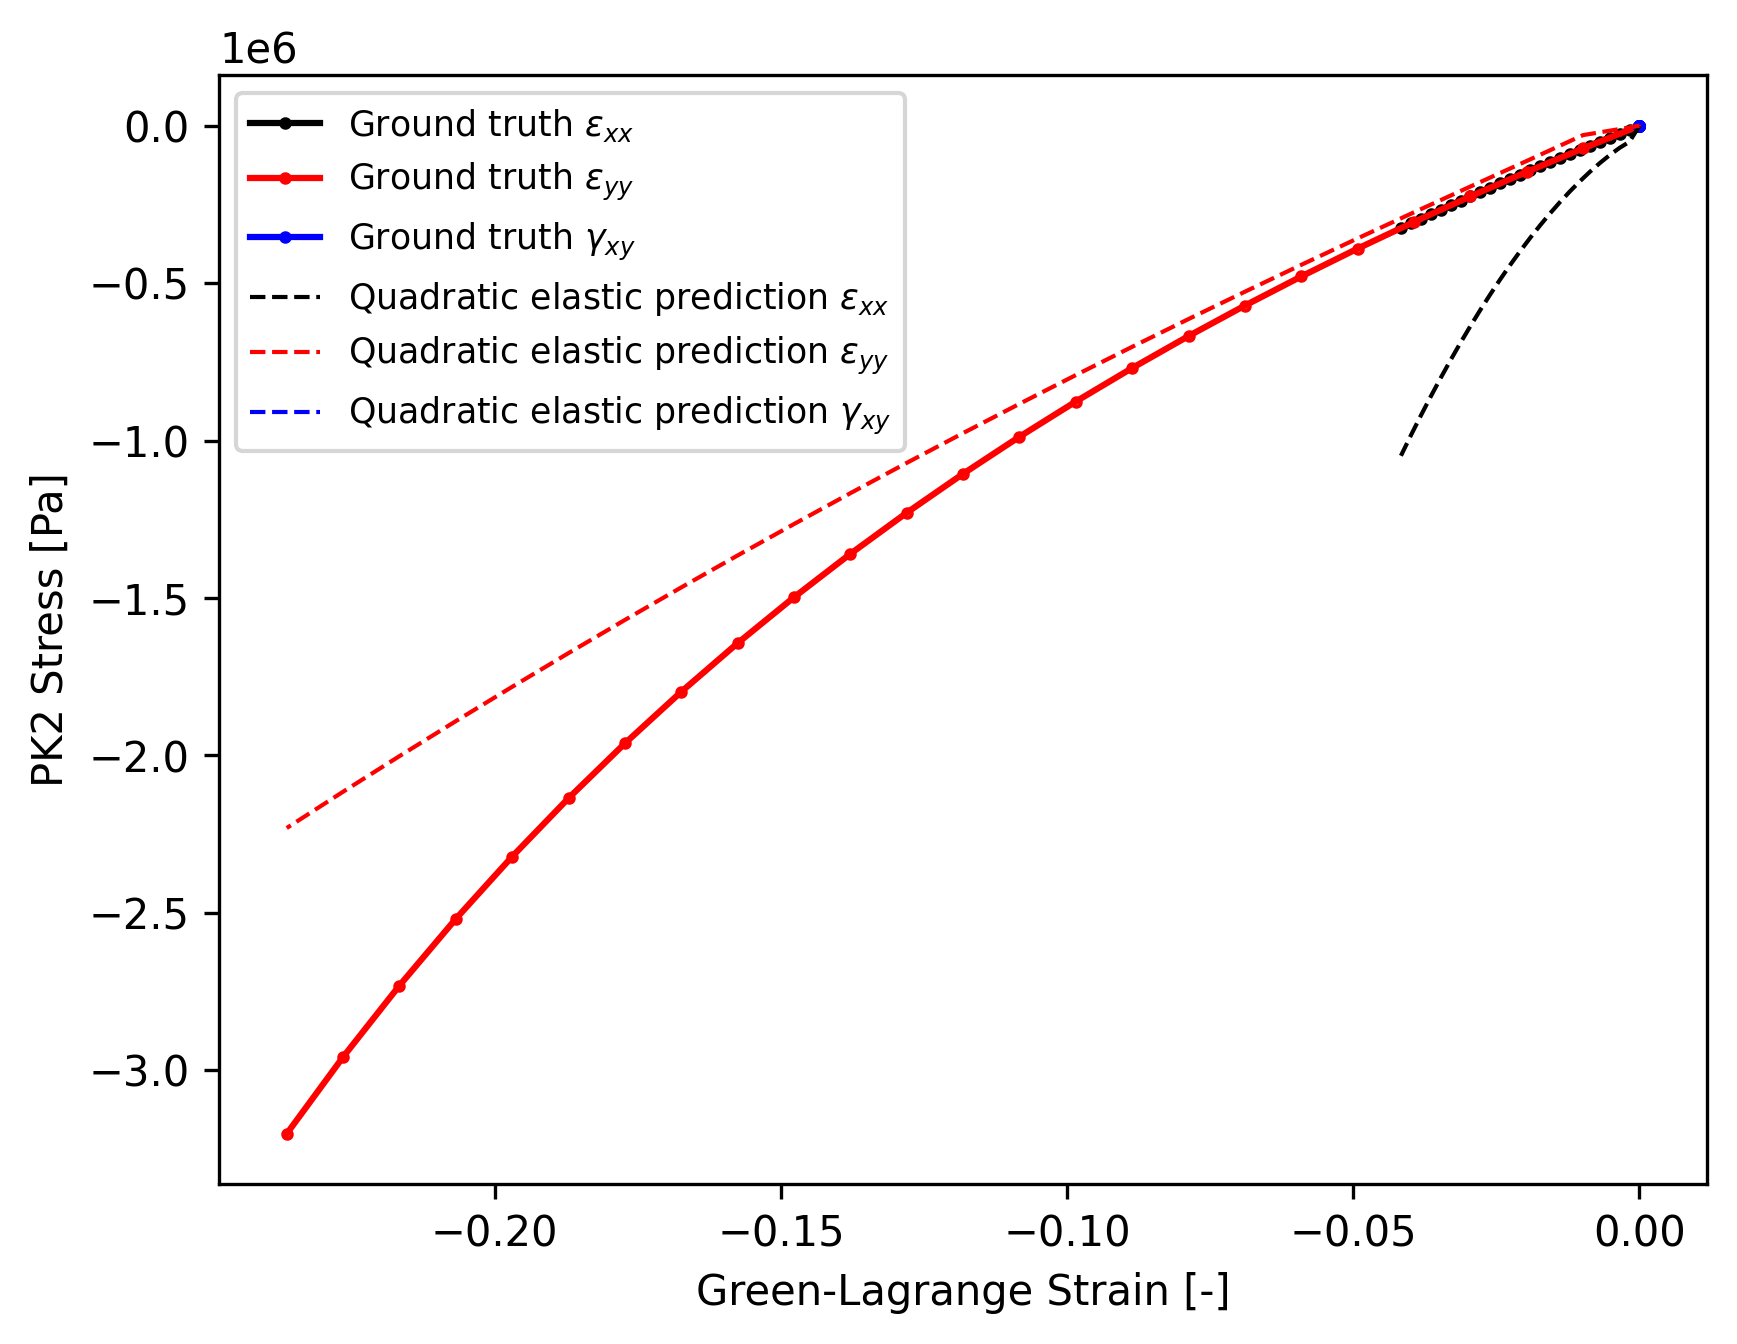 1e6
0.0
−0.5
−1.0
−1.5
−2.0
−2.5
−3.0
PK2 Stress [Pa]
Ground truth εxx
Ground truth εyy
Ground truth γxy
Quadratic elastic prediction εxx
Quadratic elastic prediction εyy
Quadratic elastic prediction γxy
−0.20 −0.15 −0.10 −0.05 0.00
Green-Lagrange Strain [-]